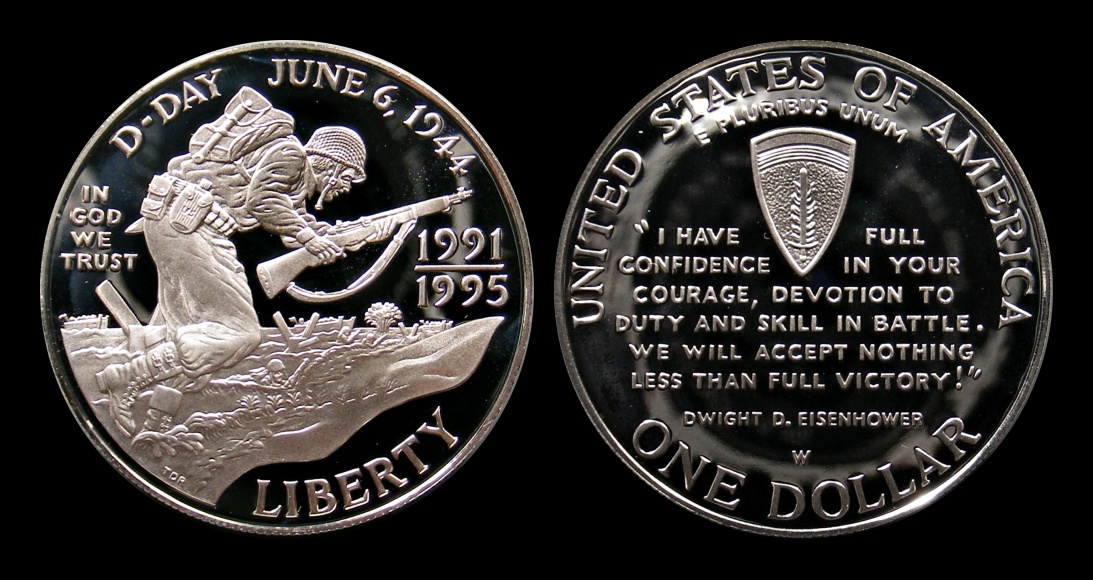 D-DAY JUNE 6, 1944
IN
GOD
WE
TRUST
1991
1995
LIBERTY
UNITED STATES OF AMERICA
E PLURIBUS UNUM
"I HAVE FULL
CONFIDENCE IN YOUR
COURAGE, DEVOTION TO
DUTY AND SKILL IN BATTLE.
WE WILL ACCEPT NOTHING
LESS THAN FULL VICTORY!"
DWIGHT D. EISENHOWER
W
ONE DOLLAR